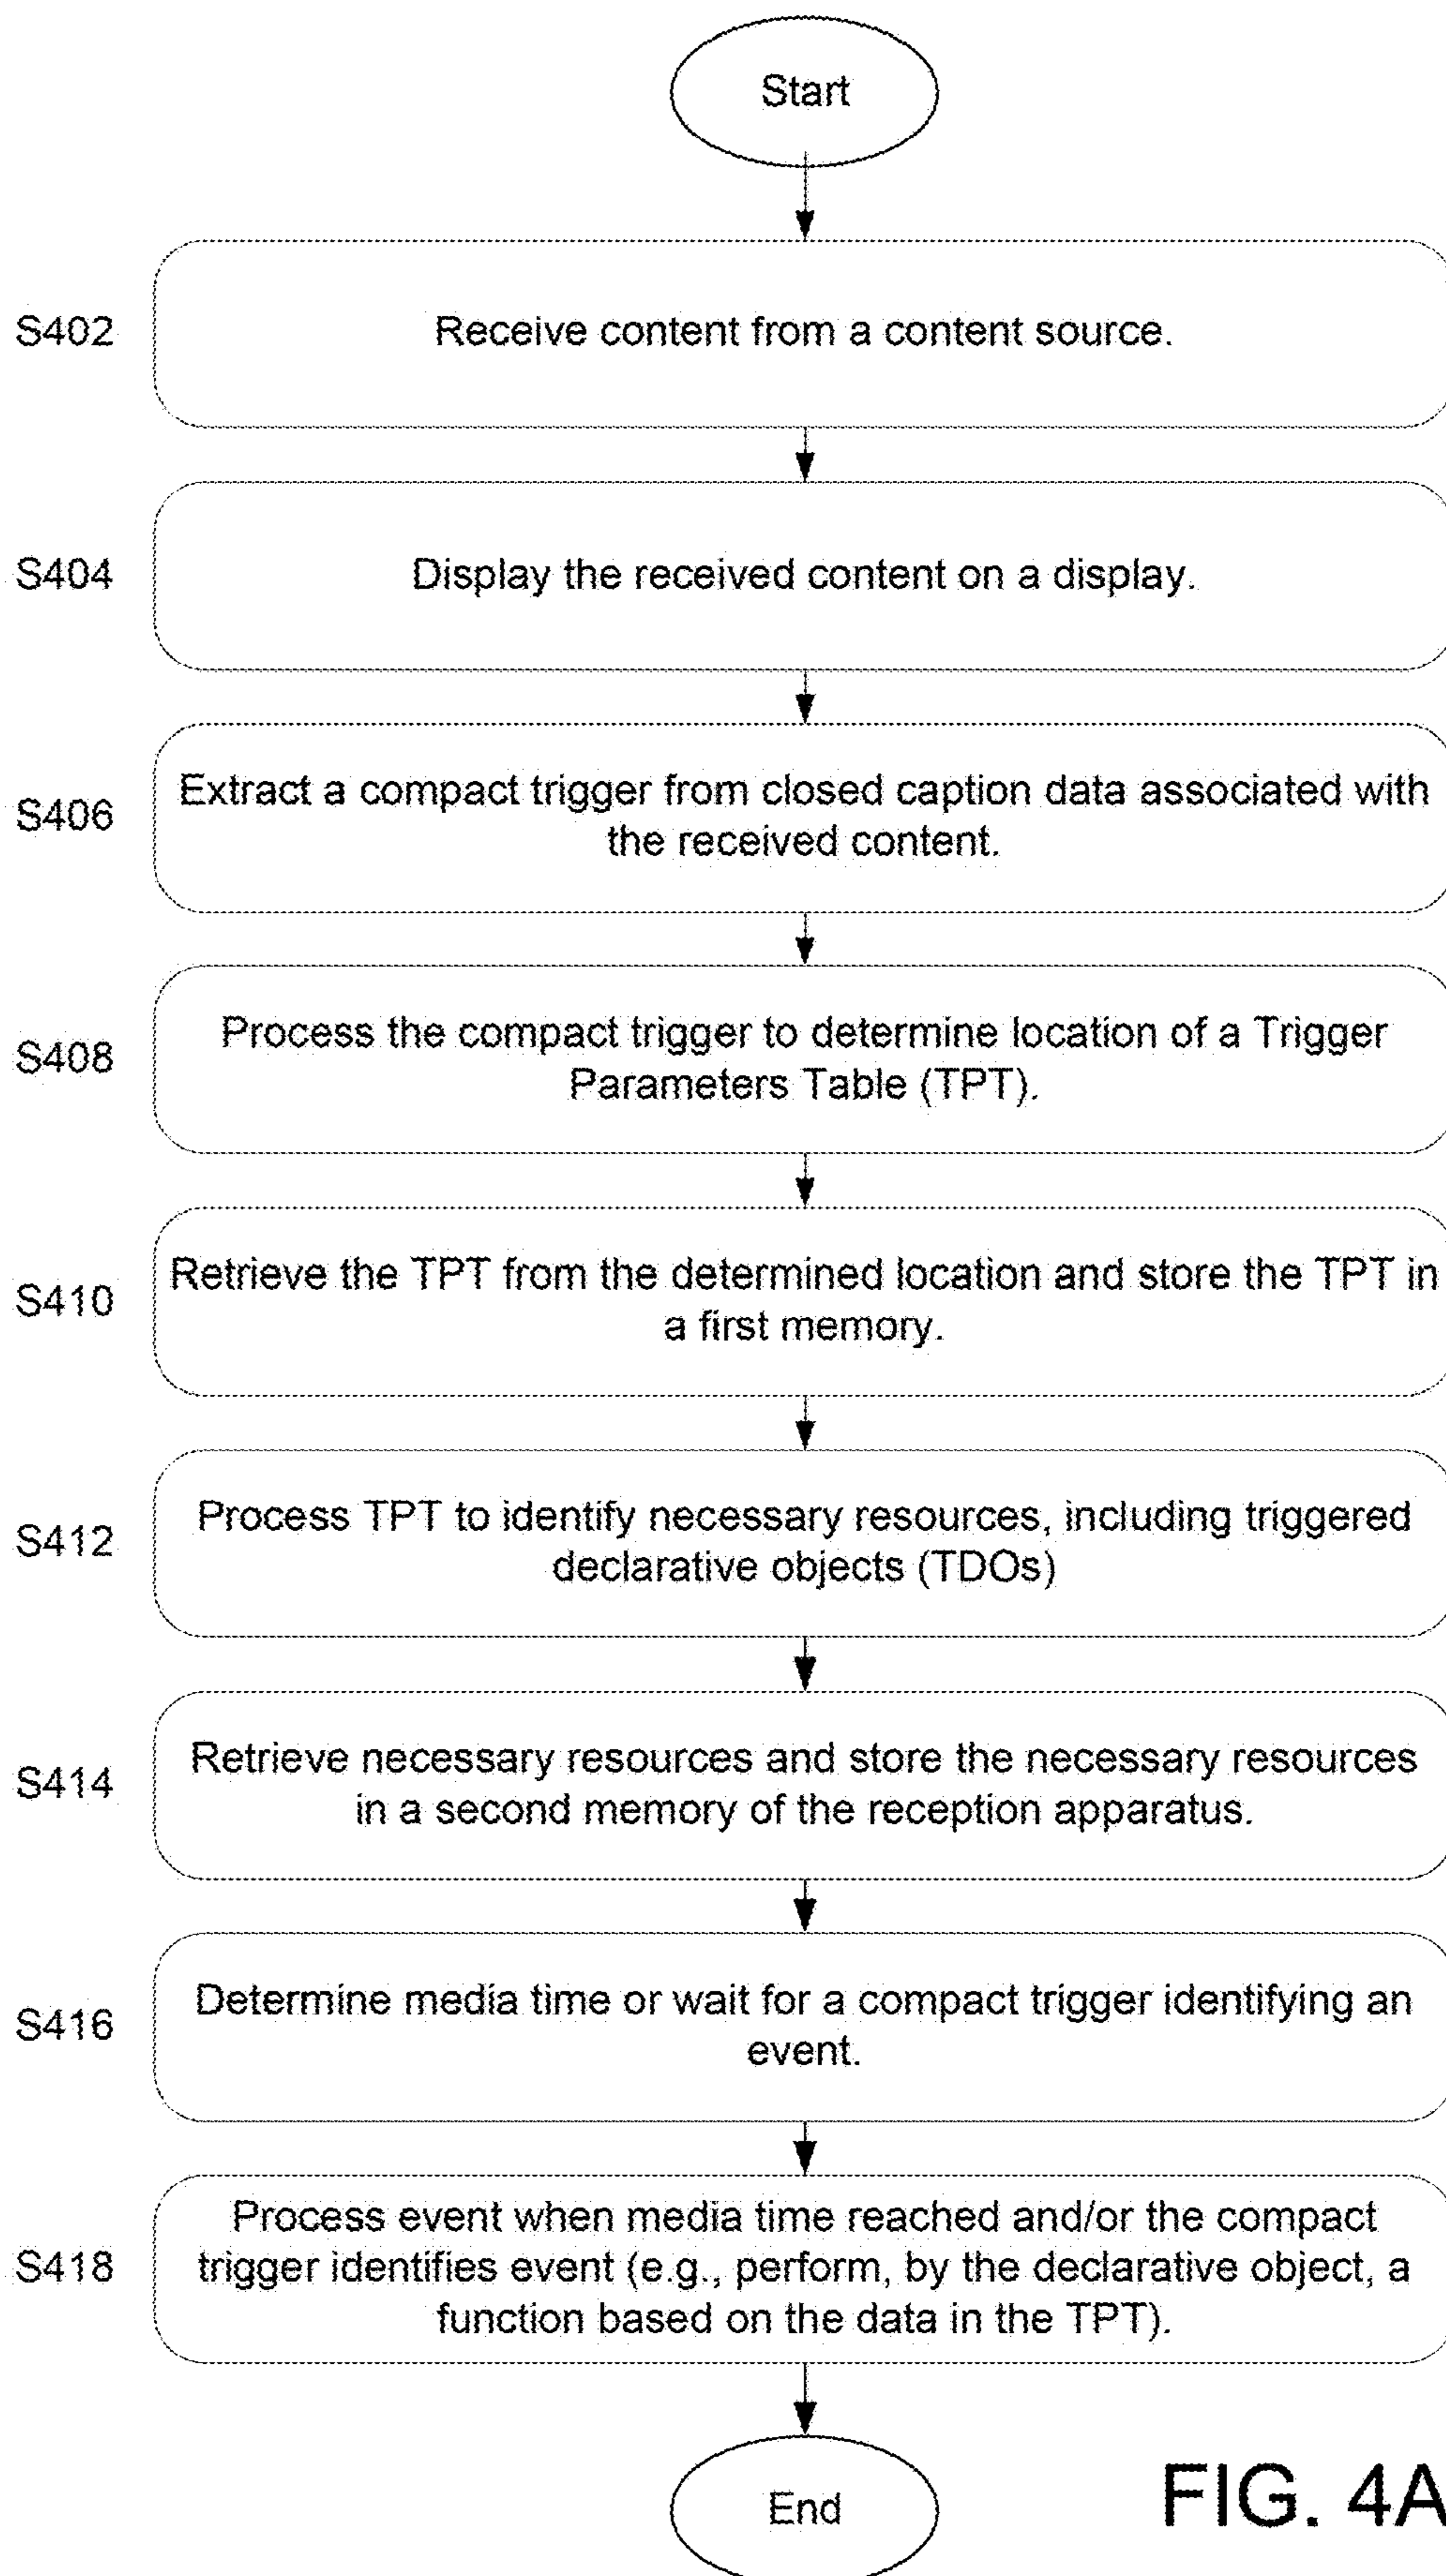 Start
S402
Receive content from a content source.
S404
Display the received content on a display.
S406
Extract a compact trigger from closed caption data associated with
the received content.
S408
Process the compact trigger to determine location of a Trigger
Parameters Table (TPT).
S410
Retrieve the TPT from the determined location and store the TPT in
a first memory.
S412
Process TPT to identify necessary resources, including triggered
declarative objects (TDOs)
S414
Retrieve necessary resources and store the necessary resources
in a second memory of the reception apparatus.
S416
Determine media time or wait for a compact trigger identifying an
event.
S418
Process event when media time reached and/or the compact
trigger identifies event (e.g., perform, by the declarative object, a
function based on the data in the TPT).
End
FIG. 4A